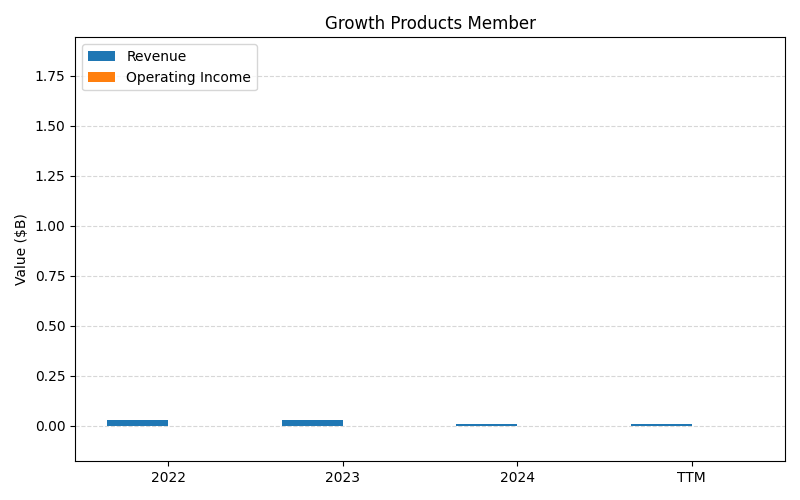 Growth Products Member
Revenue
Operating Income
Value ($B)
1.75
1.50
1.25
1.00
0.75
0.50
0.25
0.00
2022 2023 2024 TTM